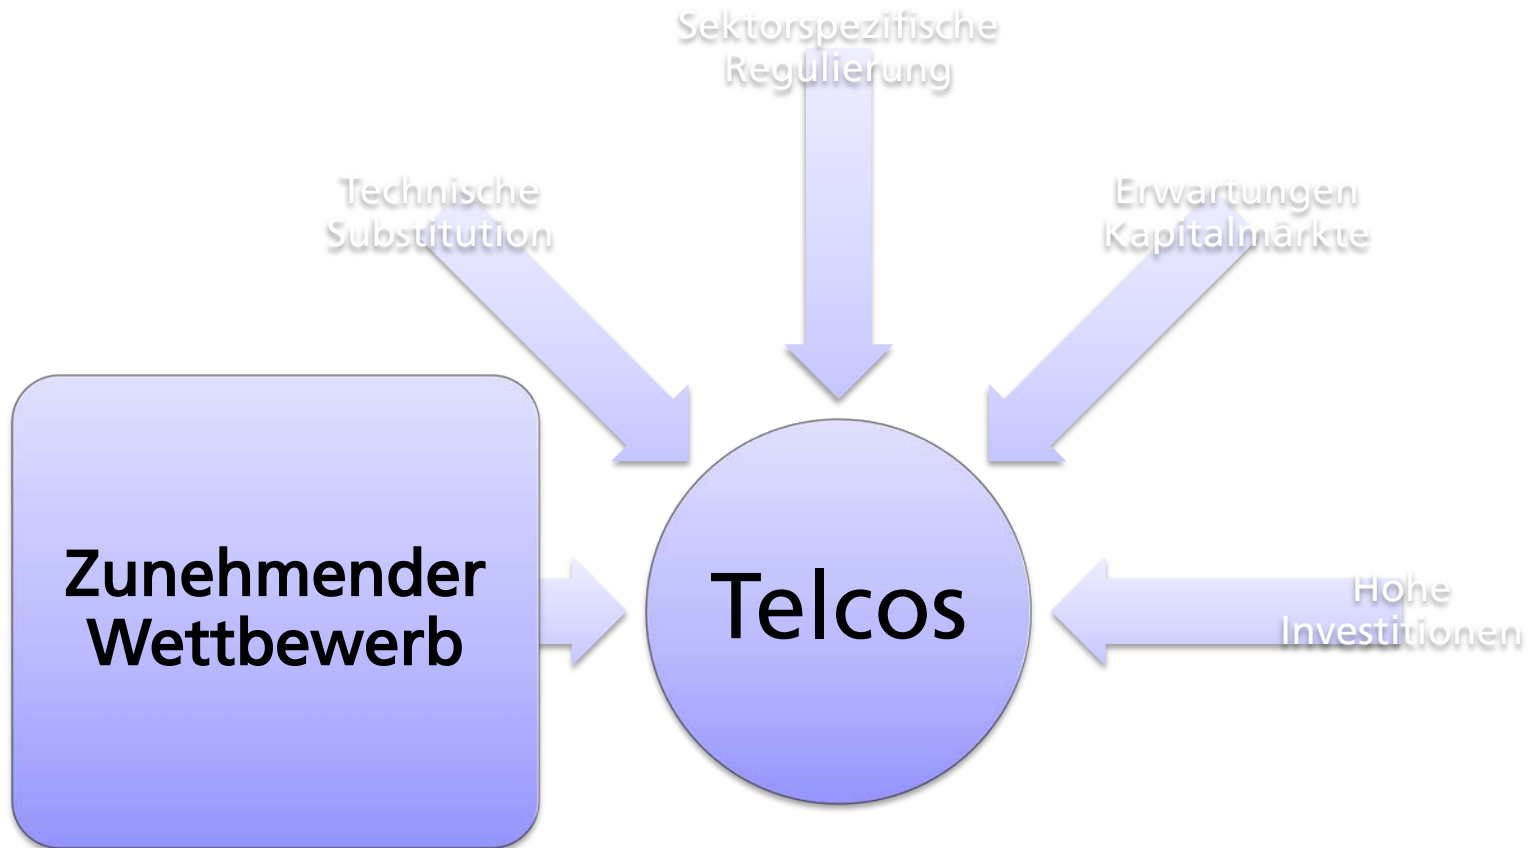 Sektorspezifische
Regulierung
Technische
Substitution
Erwartungen
Kapitalmärkte
Zunehmender
Wettbewerb
Telcos
Hohe
Investitionen